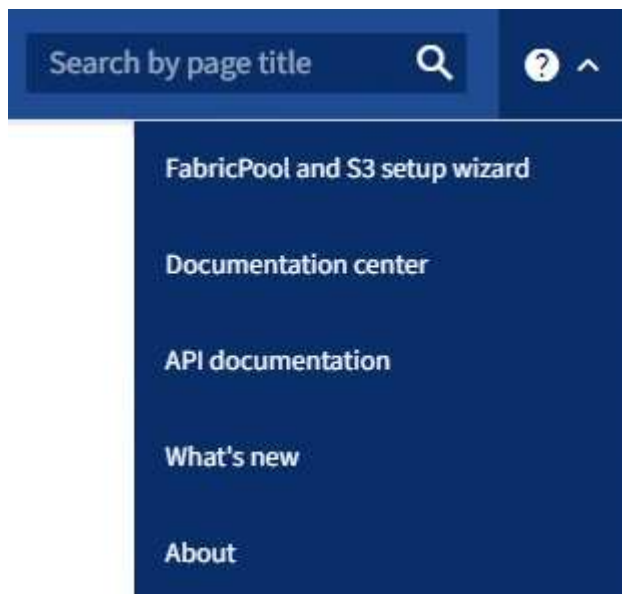 Search by page title
FabricPool and S3 setup wizard
Documentation center
API documentation
What's new
About